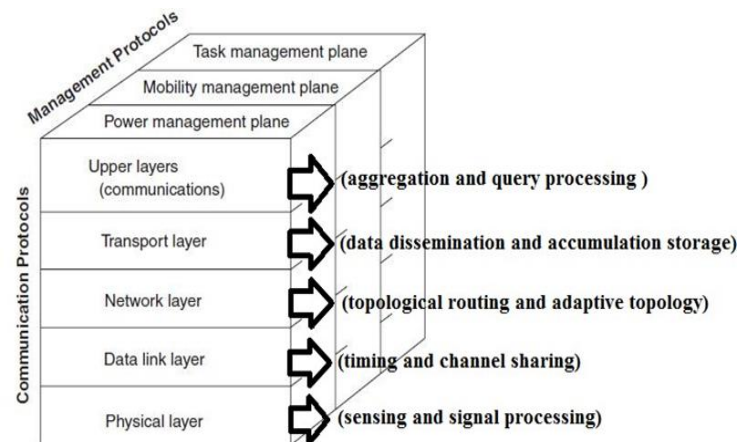 Management Protocols
Task management plane
Mobility management plane
Power management plane
Communication Protocols
Upper layers
(communications)
(aggregation and query processing )
Transport layer
(data dissemination and accumulation storage)
Network layer
(topological routing and adaptive topology)
Data link layer
(timing and channel sharing)
Physical layer
(sensing and signal processing)